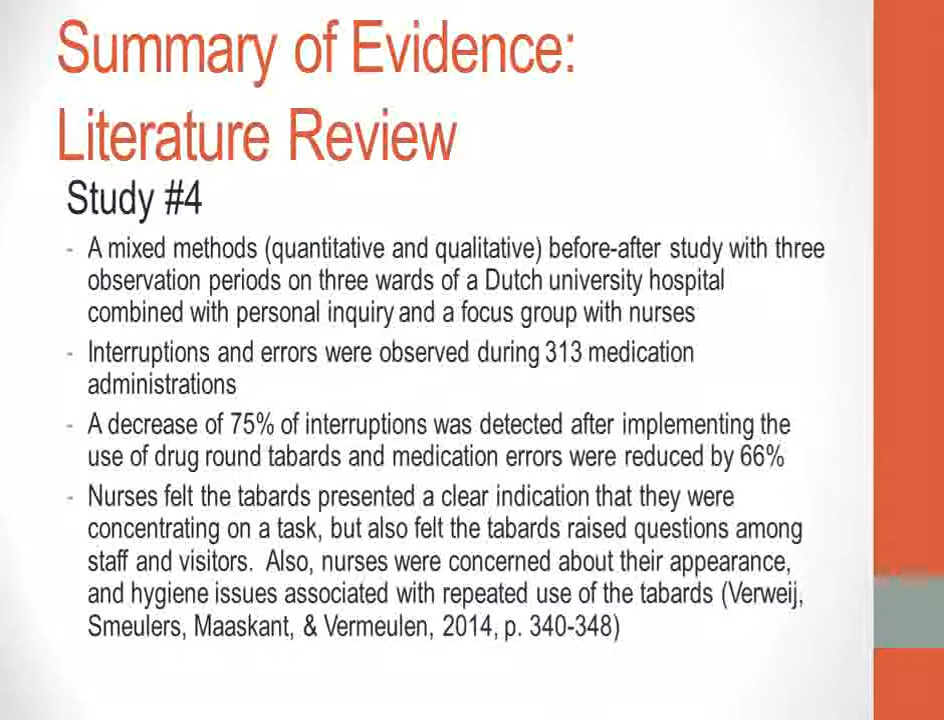 Summary of Evidence:
Literature Review
Study #4
- A mixed methods (quantitative and qualitative) before-after study with three
observation periods on three wards of a Dutch university hospital
combined with personal inquiry and a focus group with nurses
- Interruptions and errors were observed during 313 medication
administrations
- A decrease of 75% of interruptions was detected after implementing the
use of drug round tabards and medication errors were reduced by 66%
- Nurses felt the tabards presented a clear indication that they were
concentrating on a task, but also felt the tabards raised questions among
staff and visitors.  Also, nurses were concerned about their appearance,
and hygiene issues associated with repeated use of the tabards (Verweij,
Smeulers, Maaskant, & Vermeulen, 2014, p. 340-348)